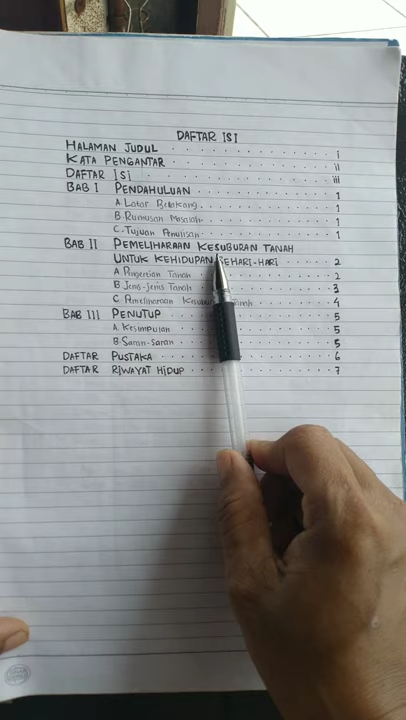 DAFTAR ISI
HALAMAN JUDUL . . . . . . . . . . . . . . . . i
KATA PENGANTAR . . . . . . . . . . . . . . . . ii
DAFTAR ISI . . . . . . . . . . . . . . . . iii
BAB I PENDAHULUAN . . . . . . . . . . . . . . . . 1
A. Latar Belakang . . . . . . . . . . . . . . . . 1
B. Rumusan Masalah . . . . . . . . . . . . . . . . 1
C. Tujuan Penulisan . . . . . . . . . . . . . . . . 1
BAB II PEMELIHARAAN KESUBURAN TANAH
UNTUK KEHIDUPAN SEHARI-HARI . . . . . . 2
A. Pengertian Tanah . . . . . . . . . . . . . . . . 2
B. Jenis-jenis Tanah . . . . . . . . . . . . . . . . 3
C. Pemeliharaan Kesuburan Tanah . . . . . . . . 4
BAB III PENUTUP . . . . . . . . . . . . . . . . 5
A. Kesimpulan . . . . . . . . . . . . . . . . 5
B. Saran-Saran . . . . . . . . . . . . . . . . 5
DAFTAR PUSTAKA . . . . . . . . . . . . . . . . 6
DAFTAR RIWAYAT HIDUP . . . . . . . . . . . . . . . . 7